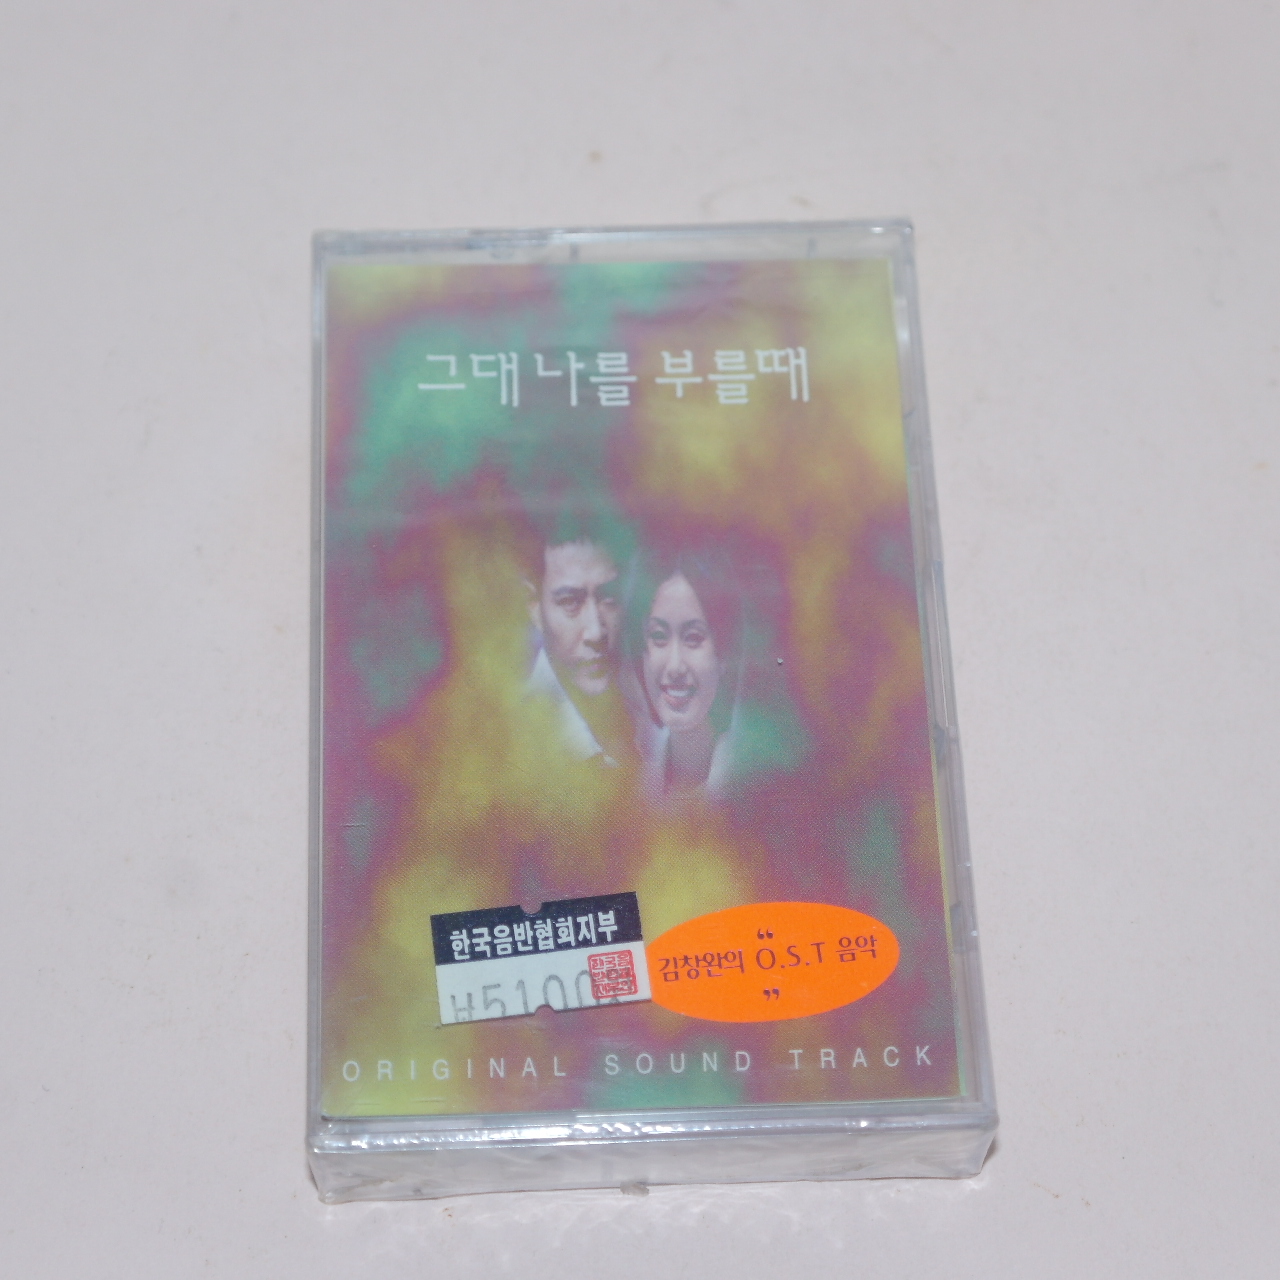 그대 나를 부를때
한국음반협회지부
₩5100
“
김창완의 O.S.T 음악
”
ORIGINAL SOUND TRACK